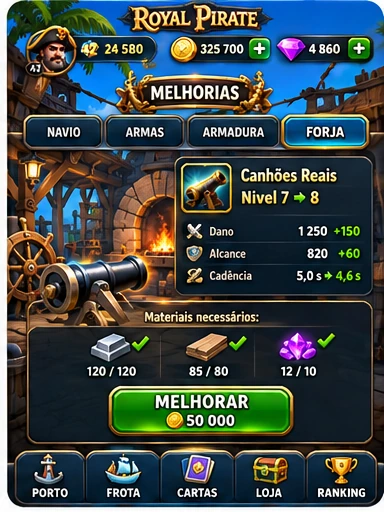 ROYAL PIRATE
42 24 580
325 700
4 860
47
MELHORIAS
NAVIO
ARMAS
ARMADURA
FORJA
Canhões Reais
Nivel 7 → 8
Dano 1 250 +150
Alcance 820 +60
Cadência 5,0 s → 4,6 s
Materiais necessários:
120 / 120
85 / 80
12 / 10
MELHORAR
50 000
PORTO
FROTA
CARTAS
LOJA
RANKING